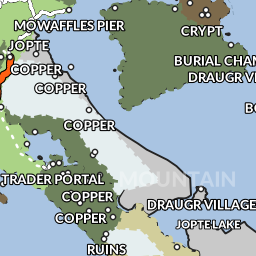 MOWAFFLES PIER
CRYPT
JOPTE
BURIAL CHAM
COPPER
DRAUGR VI
COPPER
B
COPPER
TRADER PORTAL
MOUNTAIN
COPPER
DRAUGR VILLAGE
COPPER
JOPTE LAKE
RUINS